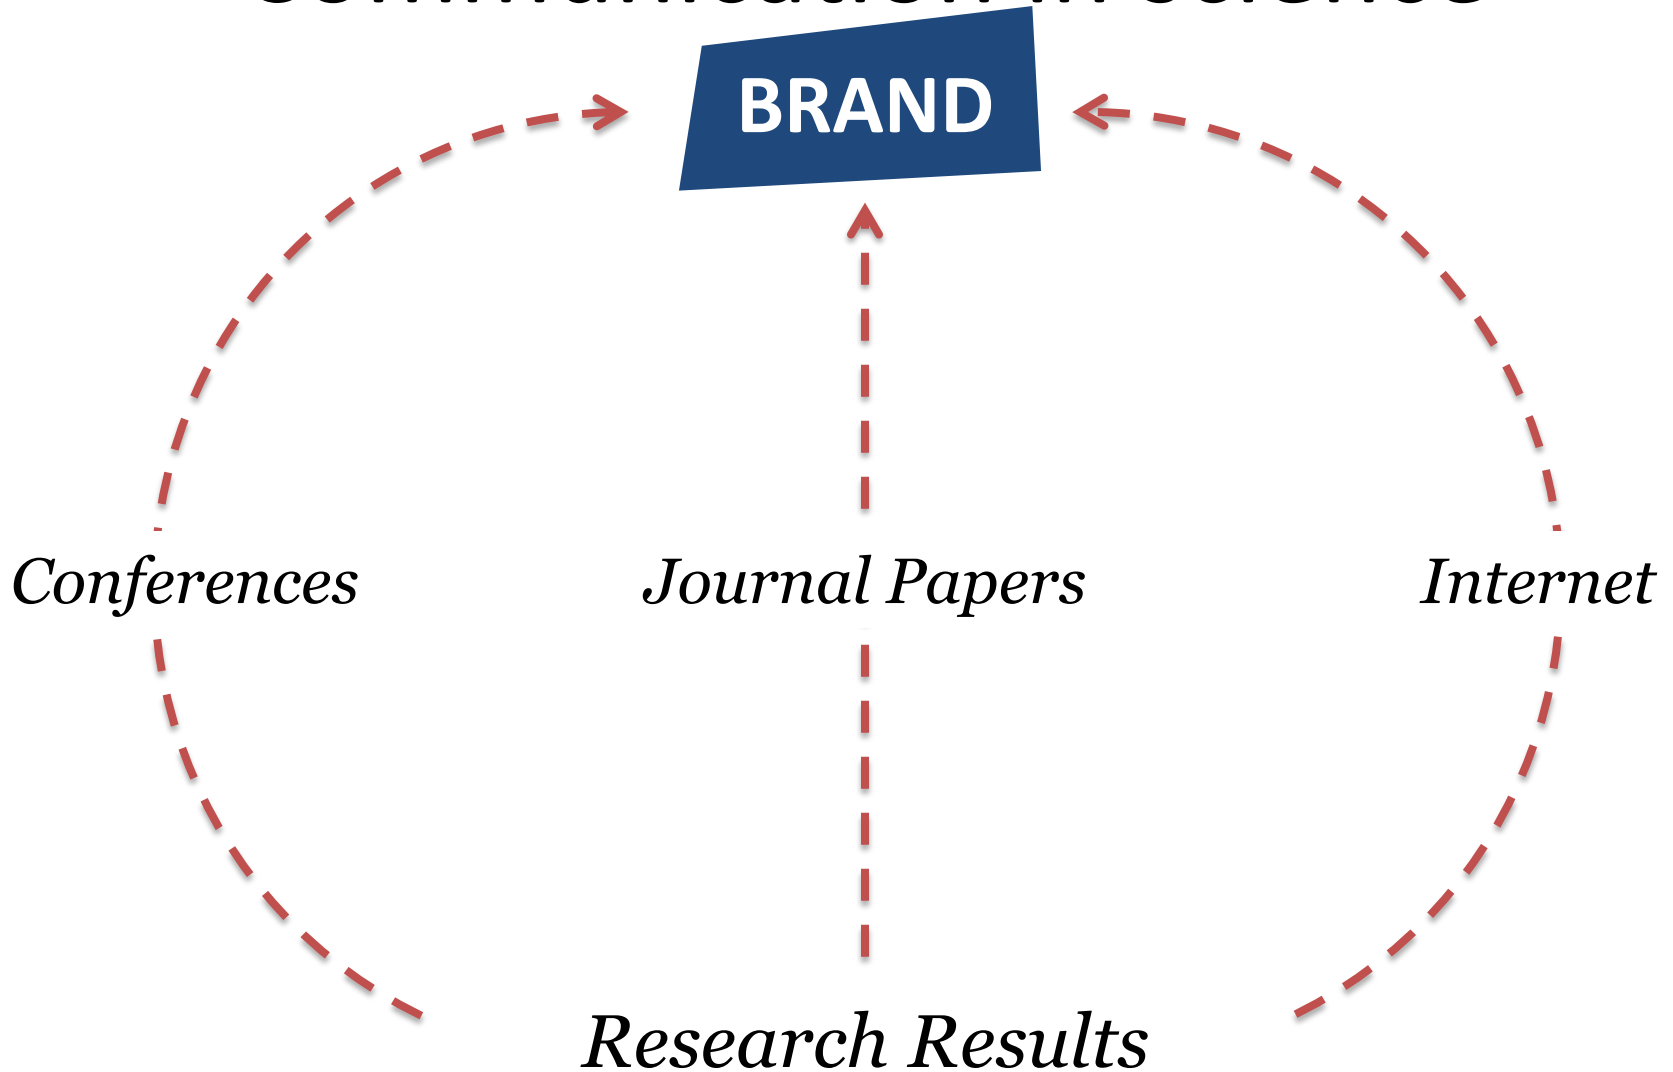 BRAND
Conferences
Journal Papers
Internet
Research Results